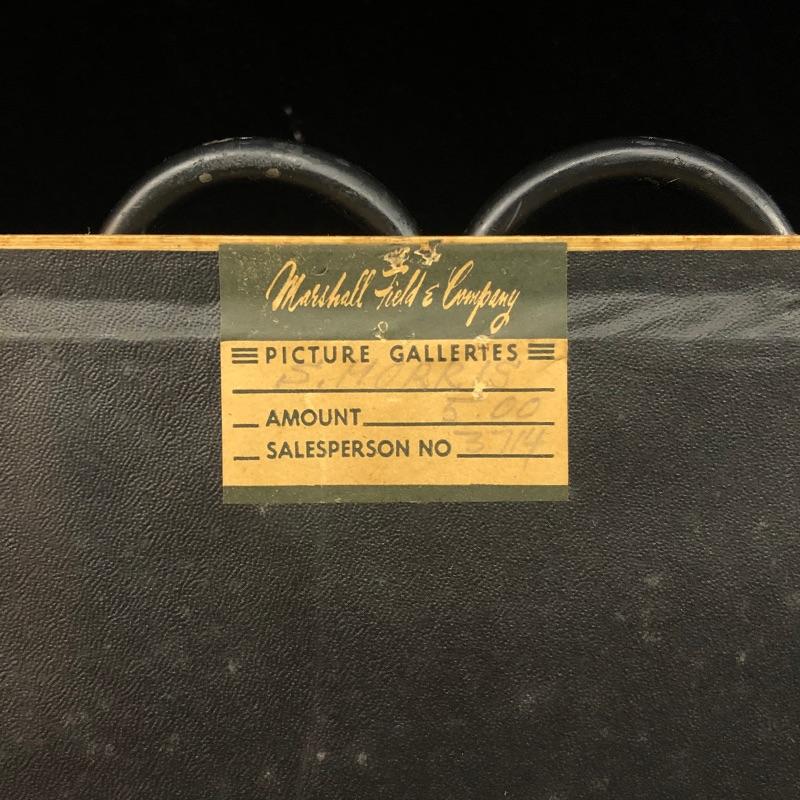 Marshall Field & Company
PICTURE GALLERIES
S. MORRIS
AMOUNT 5.00
SALESPERSON NO 3714